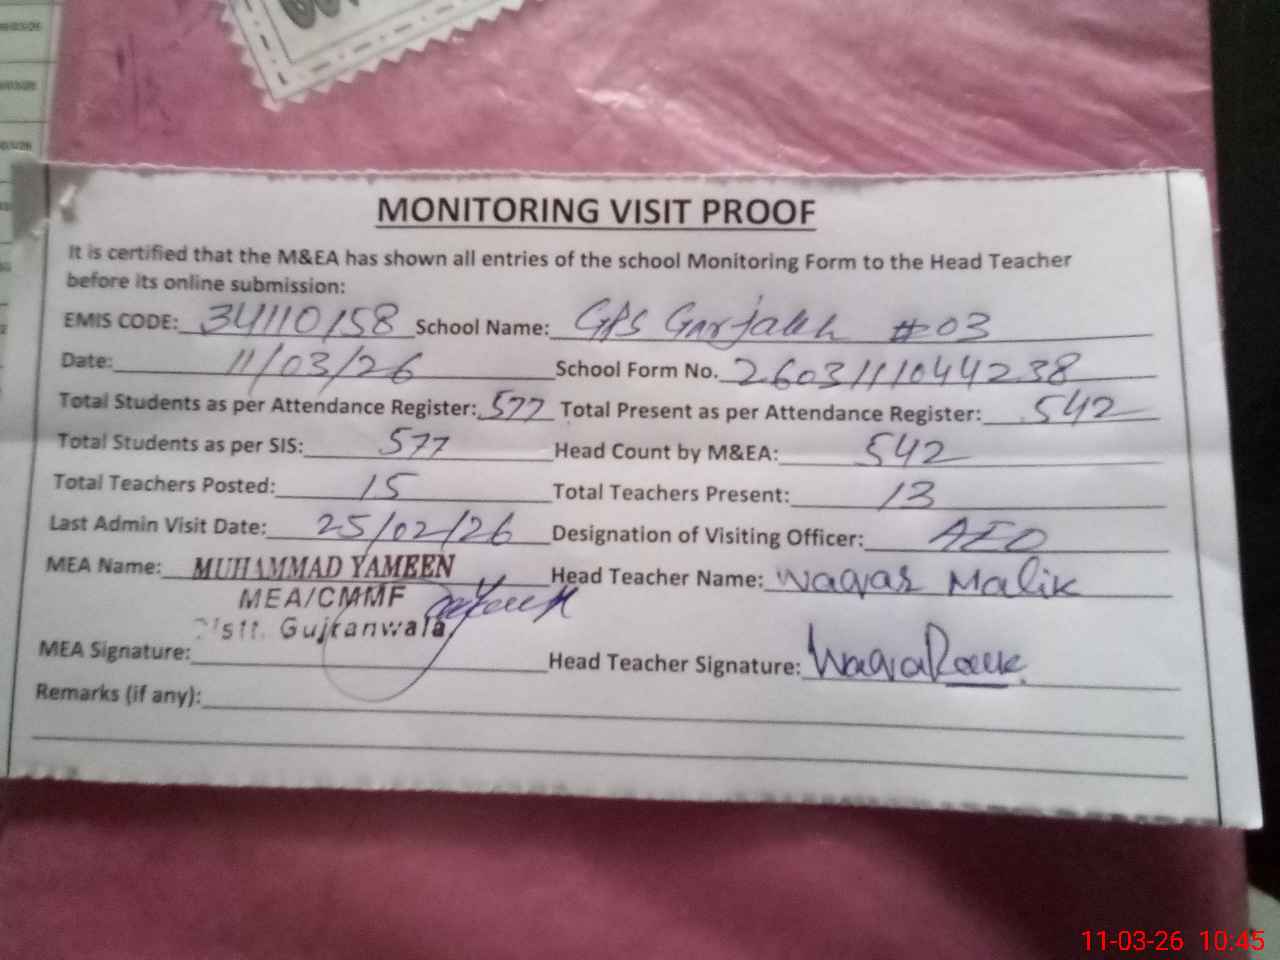 MONITORING VISIT PROOF
It is certified that the M&EA has shown all entries of the school Monitoring Form to the Head Teacher
before its online submission:
EMIS CODE: 34110158 School Name: GPS Garjakh #03
Date: 11/03/26 School Form No. 2603111044238
Total Students as per Attendance Register: 577 Total Present as per Attendance Register: 542
Total Students as per SIS: 577 Head Count by M&EA: 542
Total Teachers Posted: 15 Total Teachers Present: 13
Last Admin Visit Date: 25/02/26 Designation of Visiting Officer: AEO
MEA Name: MUHAMMAD YAMEEN Head Teacher Name: Waqas Malik
MEA/CMMF
Distt. Gujranwala
MEA Signature: Head Teacher Signature:
Remarks (if any):
11-03-26 10:45